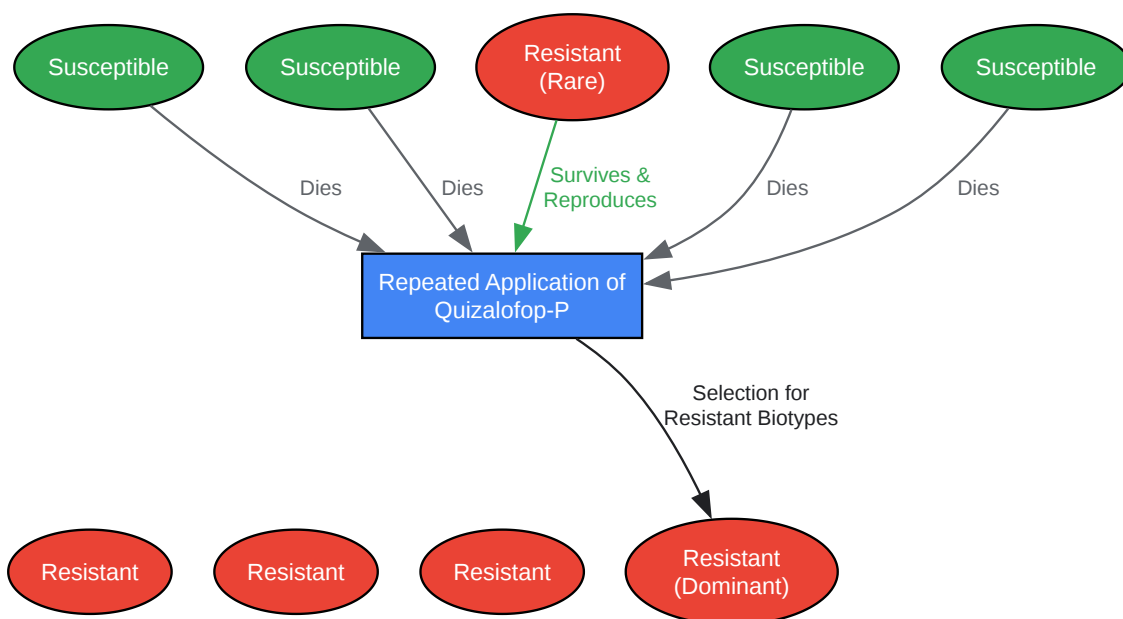 Susceptible
Susceptible
Resistant
(Rare)
Susceptible
Susceptible
Dies
Dies
Survives &
Reproduces
Dies
Dies
Repeated Application of
Quizalofop-P
Selection for
Resistant Biotypes
Resistant
Resistant
Resistant
Resistant
(Dominant)